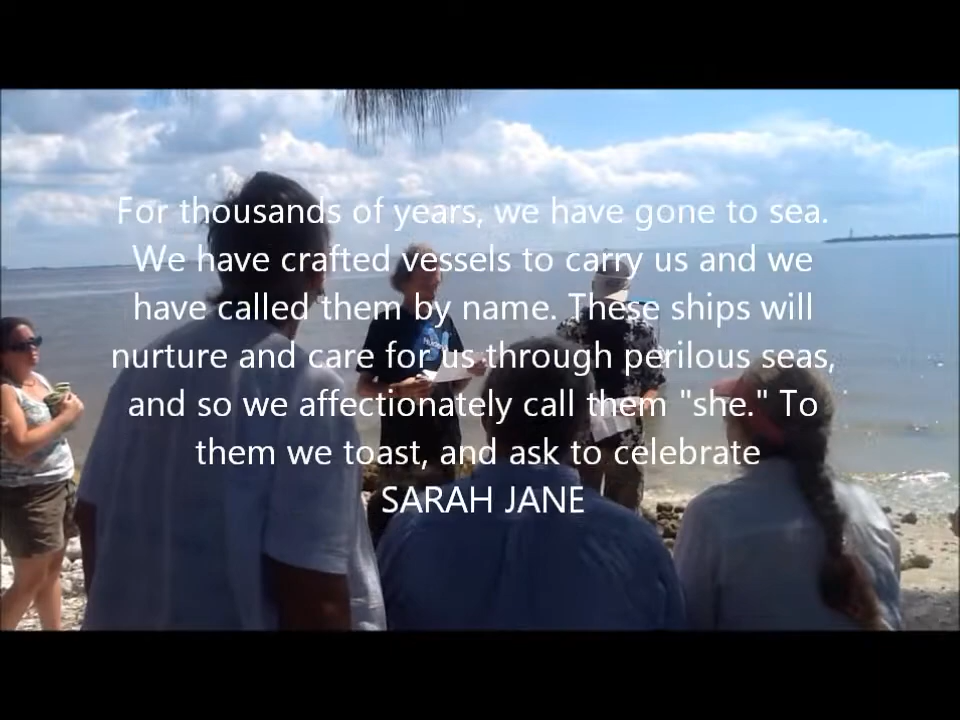 For thousands of years, we have gone to sea.
We have crafted vessels to carry us and we
have called them by name. These ships will
nurture and care for us through perilous seas,
and so we affectionately call them "she." To
them we toast, and ask to celebrate
SARAH JANE